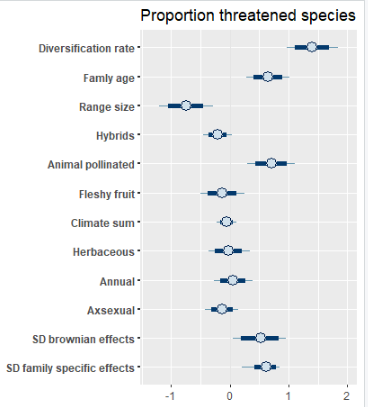 Proportion threatened species
Diversification rate
Famly age
Range size
Hybrids
Animal pollinated
Fleshy fruit
Climate sum
Herbaceous
Annual
Axsexual
SD brownian effects
SD family specific effects
-1 0 1 2